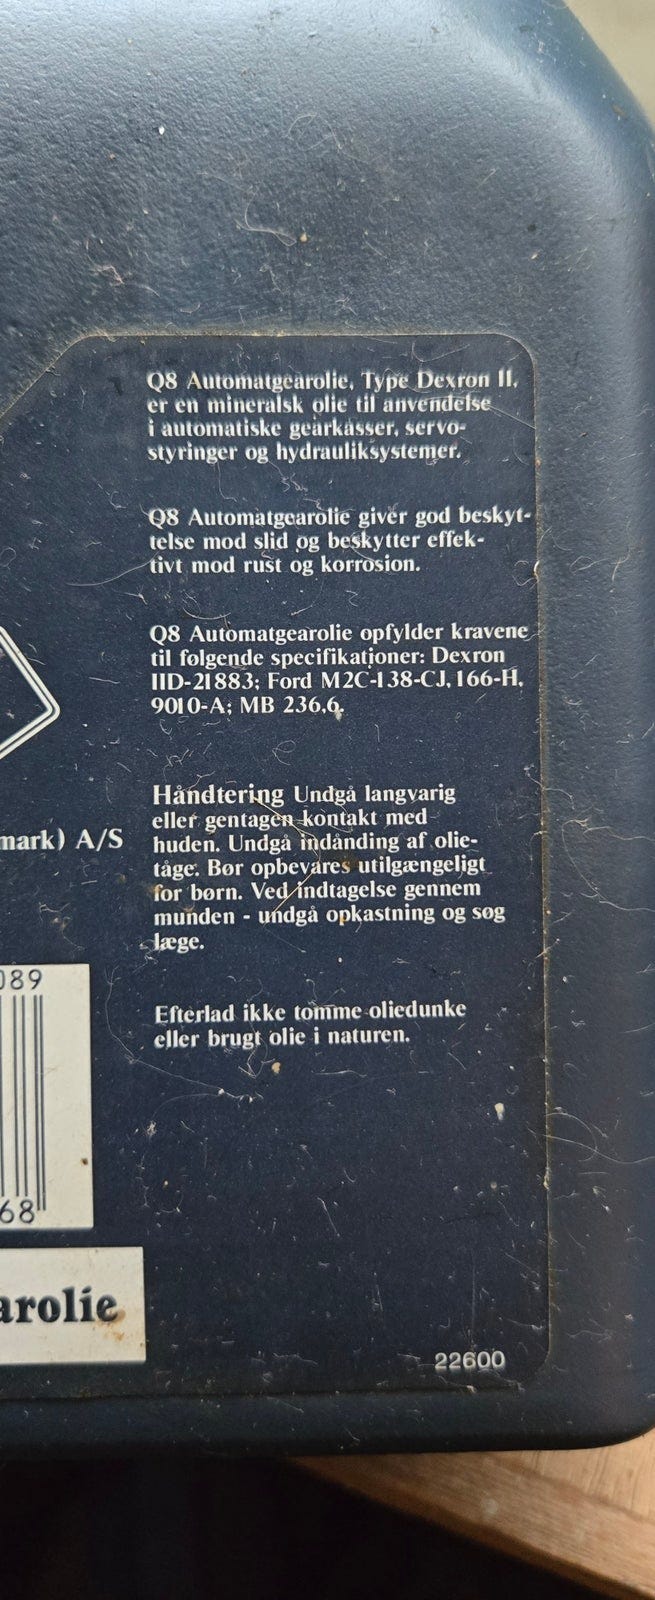 Q8 Automatgearolie, Type Dexron II,
er en mineralsk olie til anvendelse
i automatiske gearkasser, servo-
styringer og hydrauliksystemer.
Q8 Automatgearolie giver god beskyt-
telse mod slid og beskytter effek-
tivt mod rust og korrosion.
Q8 Automatgearolie opfylder kravene
til følgende specifikationer: Dexron
IID-21883; Ford M2C-138-CJ, 166-H,
9010-A; MB 236,6.
Håndtering Undgå langvarig
eller gentagen kontakt med
huden. Undgå indånding af olie-
tåge. Bør opbevares utilgængeligt
for børn. Ved indtagelse gennem
munden - undgå opkastning og søg
læge.
Efterlad ikke tomme oliedunke
eller brugt olie i naturen.
mark) A/S
089
68
arolie
22600